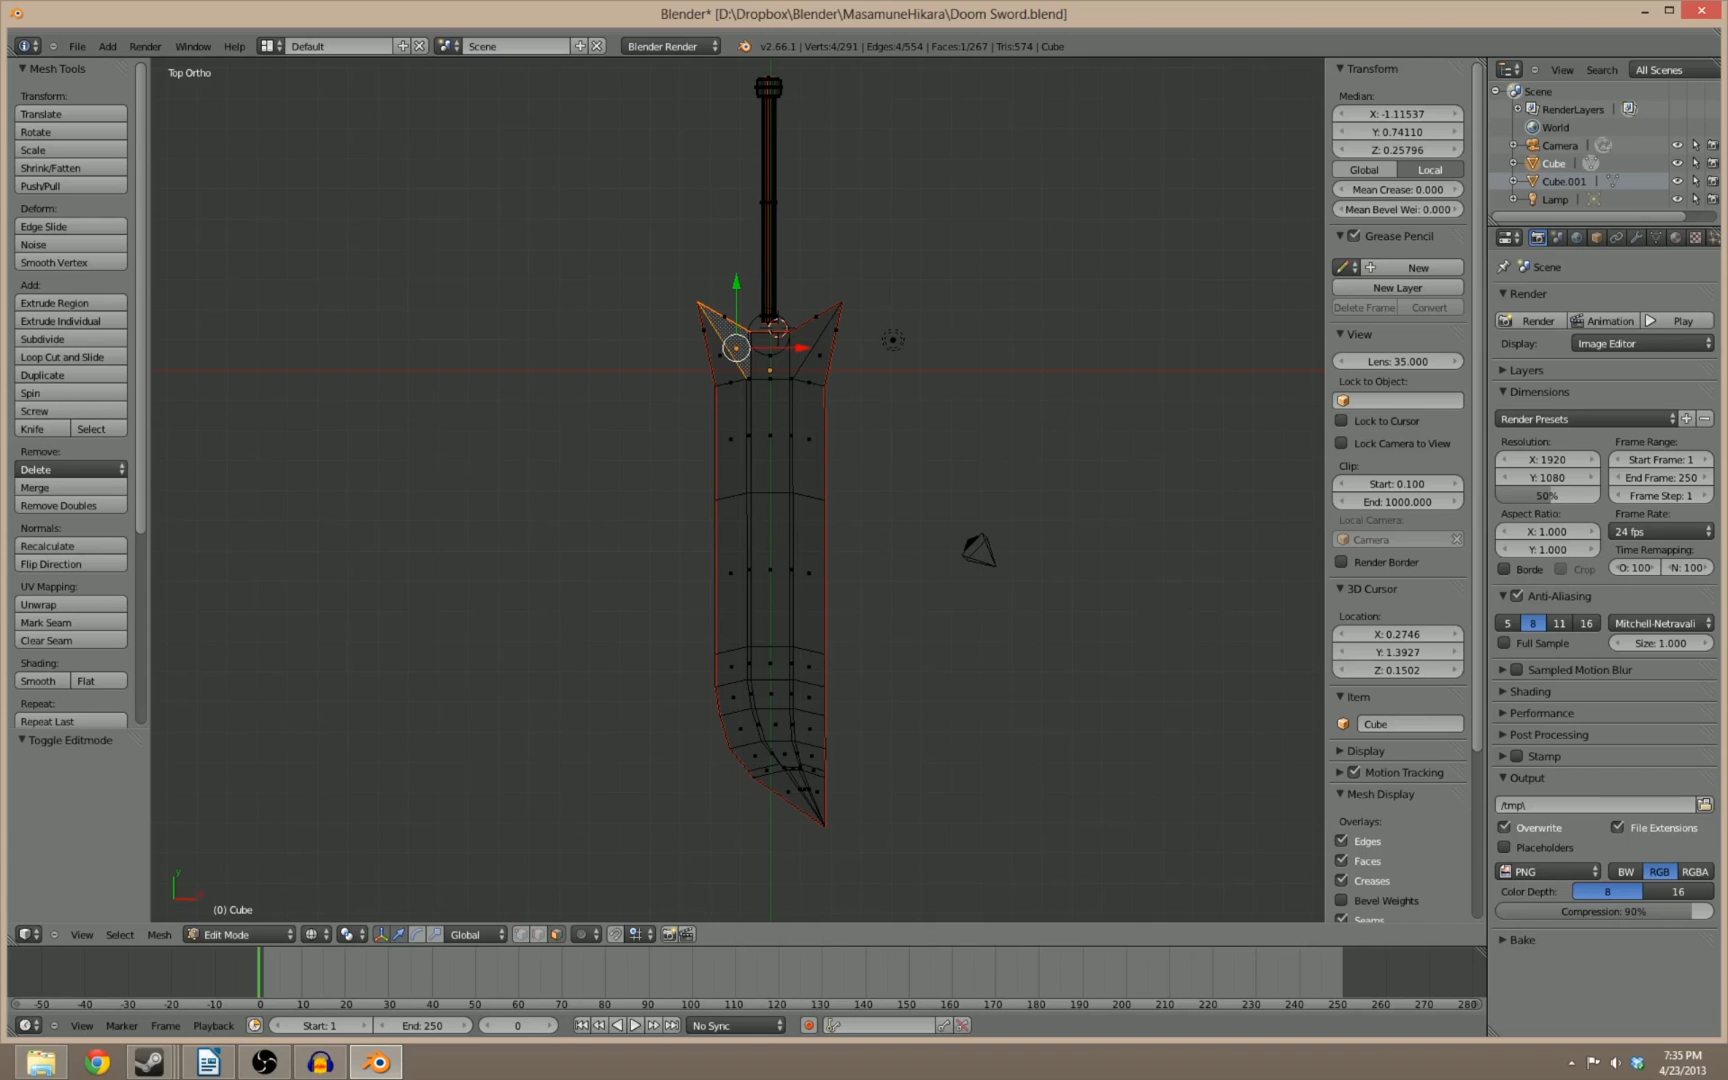 Blender* [D:\Dropbox\Blender\MasamuneHikara\Doom Sword.blend]
File Add Render Window Help Default Scene Blender Render v2.66.1 | Verts:4/291 | Edges:4/554 | Faces:1/267 | Tris:574 | Cube
Mesh Tools
Transform:
Translate
Rotate
Scale
Shrink/Fatten
Push/Pull
Deform:
Edge Slide
Noise
Smooth Vertex
Add:
Extrude Region
Extrude Individual
Subdivide
Loop Cut and Slide
Duplicate
Spin
Screw
Knife Select
Remove:
Delete
Merge
Remove Doubles
Normals:
Recalculate
Flip Direction
UV Mapping:
Unwrap
Mark Seam
Clear Seam
Shading:
Smooth Flat
Repeat:
Repeat Last
Toggle Editmode
Top Ortho
y
(0) Cube
Transform
Median:
X: -1.11537
Y: 0.74110
Z: 0.25796
Global Local
Mean Crease: 0.000
Mean Bevel Wei: 0.000
Grease Pencil
New
New Layer
Delete Frame Convert
View
Lens: 35.000
Lock to Object:
Lock to Cursor
Lock Camera to View
Clip:
Start: 0.100
End: 1000.000
Local Camera:
Camera
Render Border
3D Cursor
Location:
X: 0.2746
Y: 1.3927
Z: 0.1502
Item
Cube
Display
Motion Tracking
Mesh Display
Overlays:
Edges
Faces
Creases
Bevel Weights
Seams
View Search All Scenes
Scene
RenderLayers
World
Camera
Cube
Cube.001
Lamp
Scene
Render
Render Animation Play
Display: Image Editor
Layers
Dimensions
Render Presets
Resolution: Frame Range:
X: 1920 Start Frame: 1
Y: 1080 End Frame: 250
50% Frame Step: 1
Aspect Ratio: Frame Rate:
X: 1.000 24 fps
Y: 1.000 Time Remapping:
Borde Crop O: 100 N: 100
Anti-Aliasing
5 8 11 16 Mitchell-Netravali
Full Sample Size: 1.000
Sampled Motion Blur
Shading
Performance
Post Processing
Stamp
Output
/tmp\
Overwrite File Extensions
Placeholders
PNG BW RGB RGBA
Color Depth: 8 16
Compression: 90%
Bake
View Select Mesh Edit Mode Global
-50 -40 -30 -20 -10 0 10 20 30 40 50 60 70 80 90 100 110 120 130 140 150 160 170 180 190 200 210 220 230 240 250 260 270 280
View Marker Frame Playback Start: 1 End: 250 0 No Sync
7:35 PM
4/23/2013